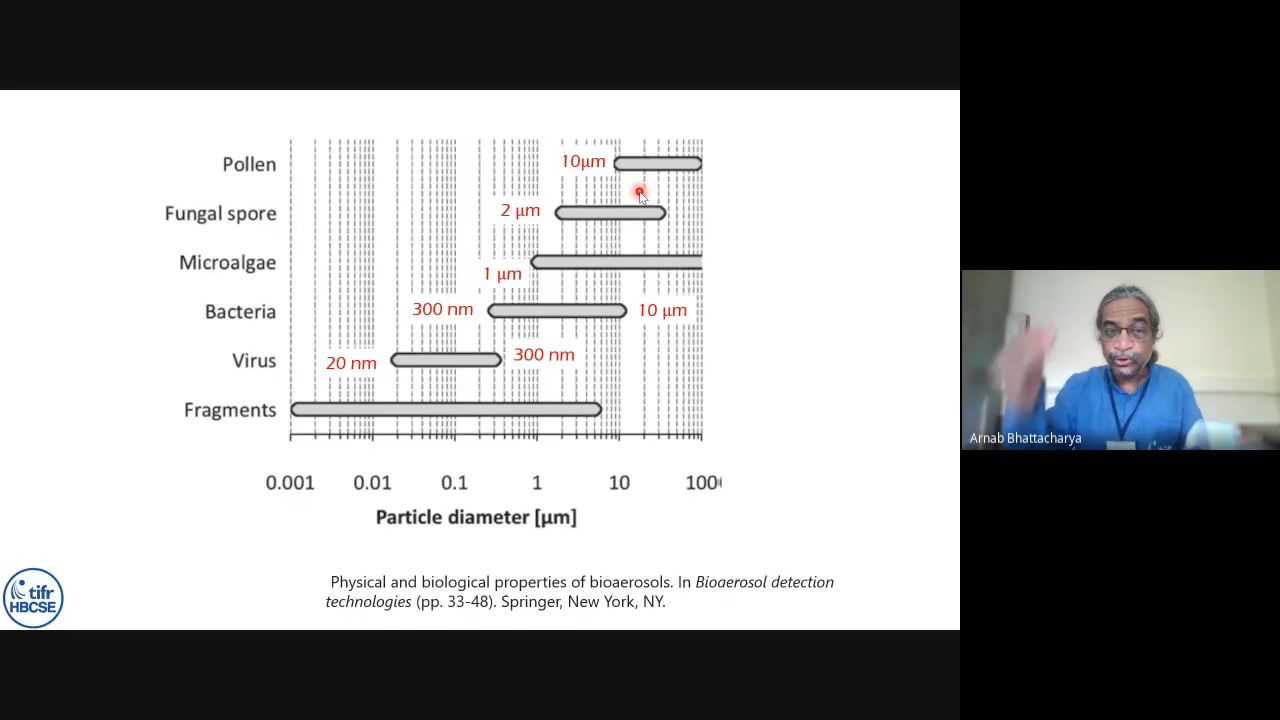 Pollen
10μm
Fungal spore
2 μm
Microalgae
1 μm
Bacteria
300 nm
10 μm
Virus
20 nm
300 nm
Fragments
0.001 0.01 0.1 1 10 100
Particle diameter [μm]
Physical and biological properties of bioaerosols. In Bioaerosol detection
technologies (pp. 33-48). Springer, New York, NY.
tifr
HBCSE
Arnab Bhattacharya